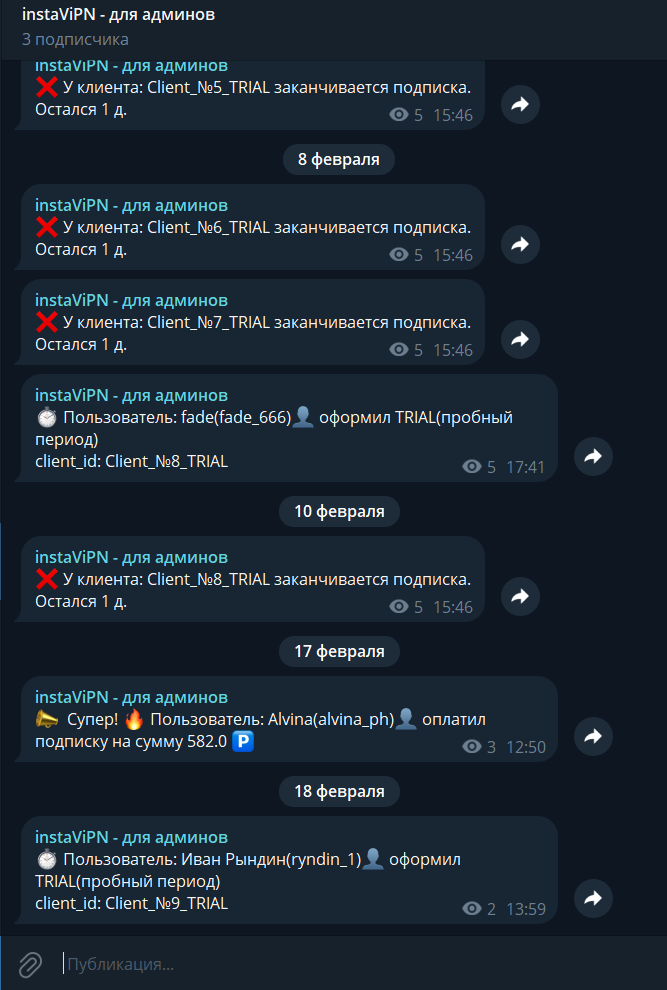 instaViPN - для админов
3 подписчика
instaViPN - для админов
❌ У клиента: Client_№5_TRIAL заканчивается подписка.
Остался 1 д.
5 15:46
8 февраля
instaViPN - для админов
❌ У клиента: Client_№6_TRIAL заканчивается подписка.
Остался 1 д.
5 15:46
instaViPN - для админов
❌ У клиента: Client_№7_TRIAL заканчивается подписка.
Остался 1 д.
5 15:46
instaViPN - для админов
⏱ Пользователь: fade(fade_666)👤 оформил TRIAL(пробный
период)
client_id: Client_№8_TRIAL
5 17:41
10 февраля
instaViPN - для админов
❌ У клиента: Client_№8_TRIAL заканчивается подписка.
Остался 1 д.
5 15:46
17 февраля
instaViPN - для админов
📣 Супер! 🔥 Пользователь: Alvina(alvina_ph)👤 оплатил
подписку на сумму 582.0 🅿
3 12:50
18 февраля
instaViPN - для админов
⏱ Пользователь: Иван Рындин(ryndin_1)👤 оформил
TRIAL(пробный период)
client_id: Client_№9_TRIAL
2 13:59
Публикация...